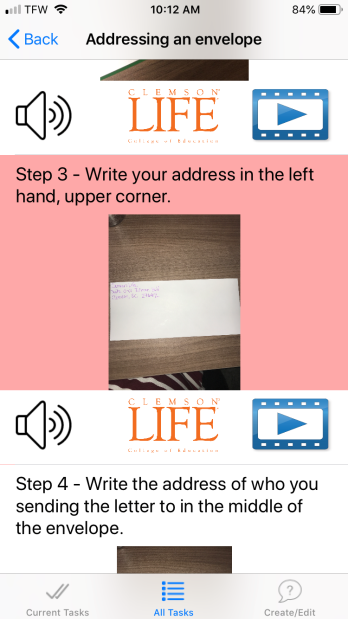 TFW 10:12 AM 84%
Back Addressing an envelope
CLEMSON
LIFE
College of Education
Step 3 - Write your address in the left
hand, upper corner.
CLEMSON
LIFE
College of Education
Step 4 - Write the address of who you
sending the letter to in the middle of
the envelope.
Current Tasks All Tasks Create/Edit